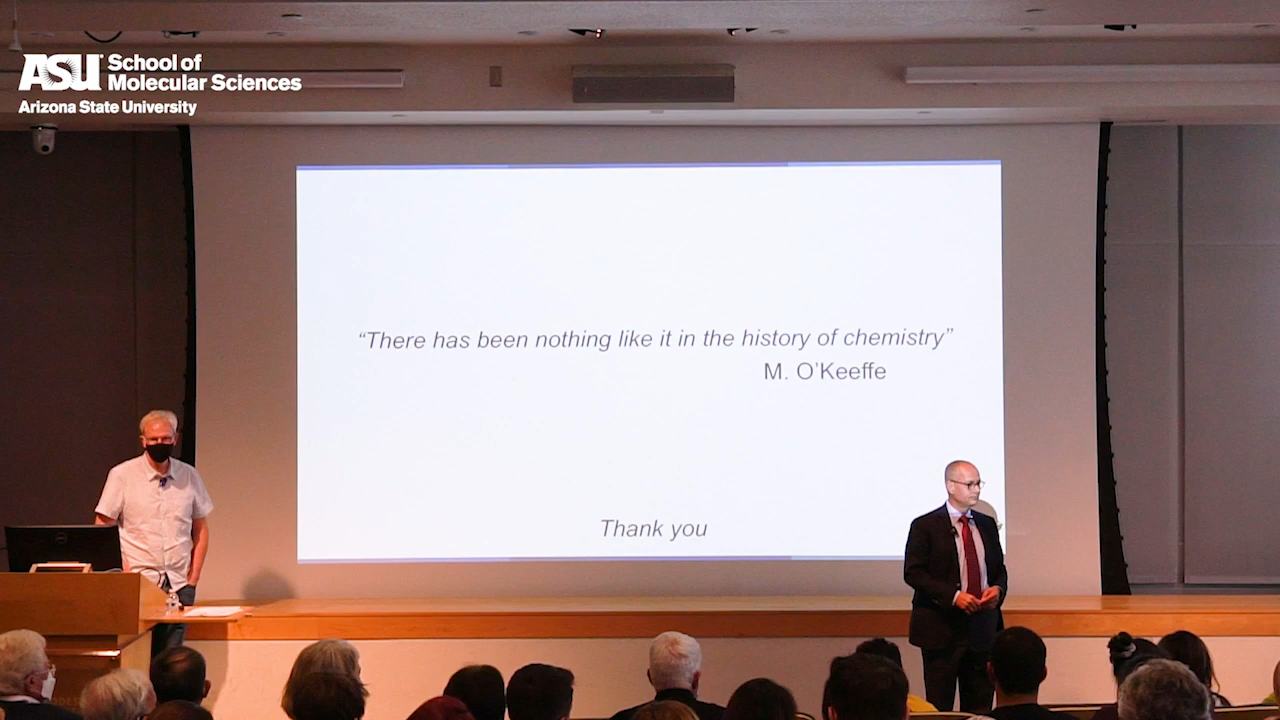 ASU School of
Molecular Sciences
Arizona State University
“There has been nothing like it in the history of chemistry”
M. O’Keeffe
Thank you